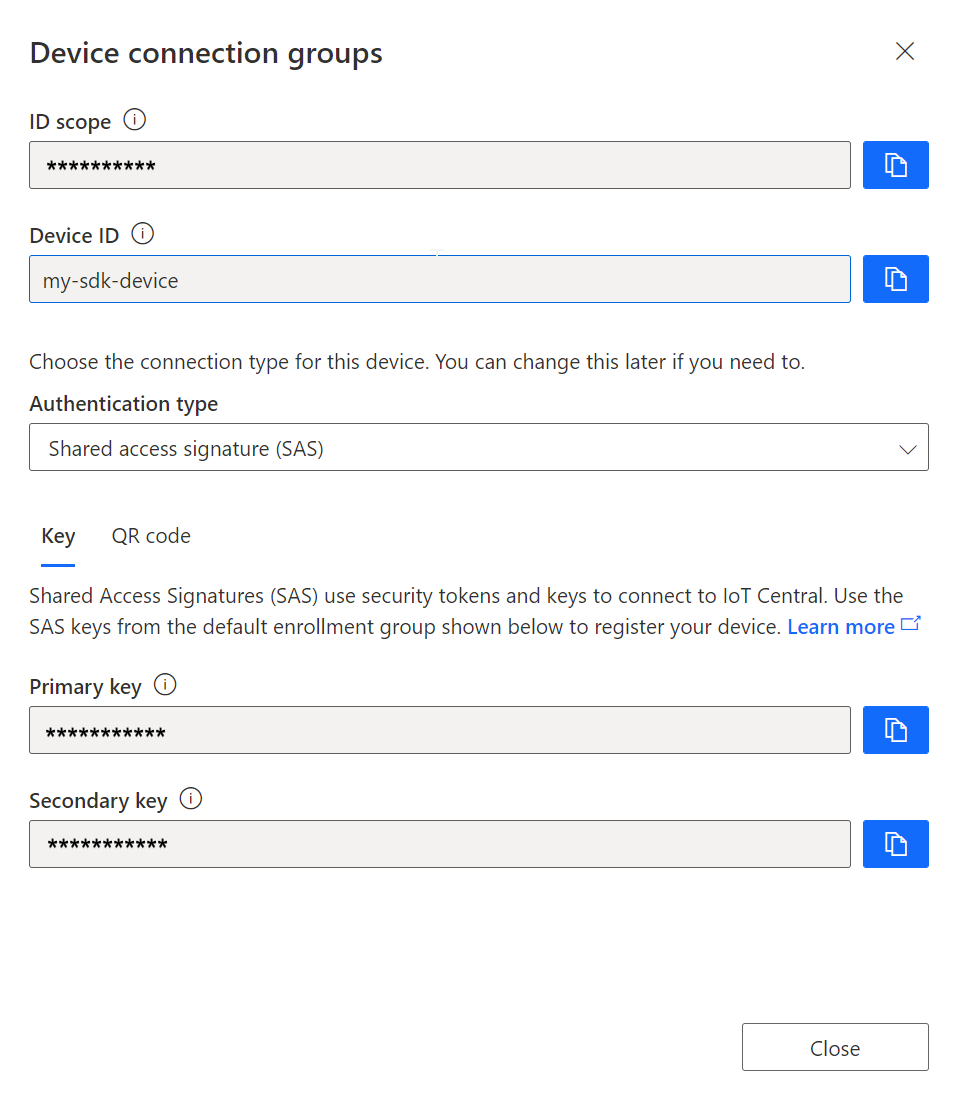 Device connection groups
ID scope
**********
Device ID
my-sdk-device
Choose the connection type for this device. You can change this later if you need to.
Authentication type
Shared access signature (SAS)
Key QR code
Shared Access Signatures (SAS) use security tokens and keys to connect to IoT Central. Use the
SAS keys from the default enrollment group shown below to register your device. Learn more
Primary key
***********
Secondary key
***********
Close